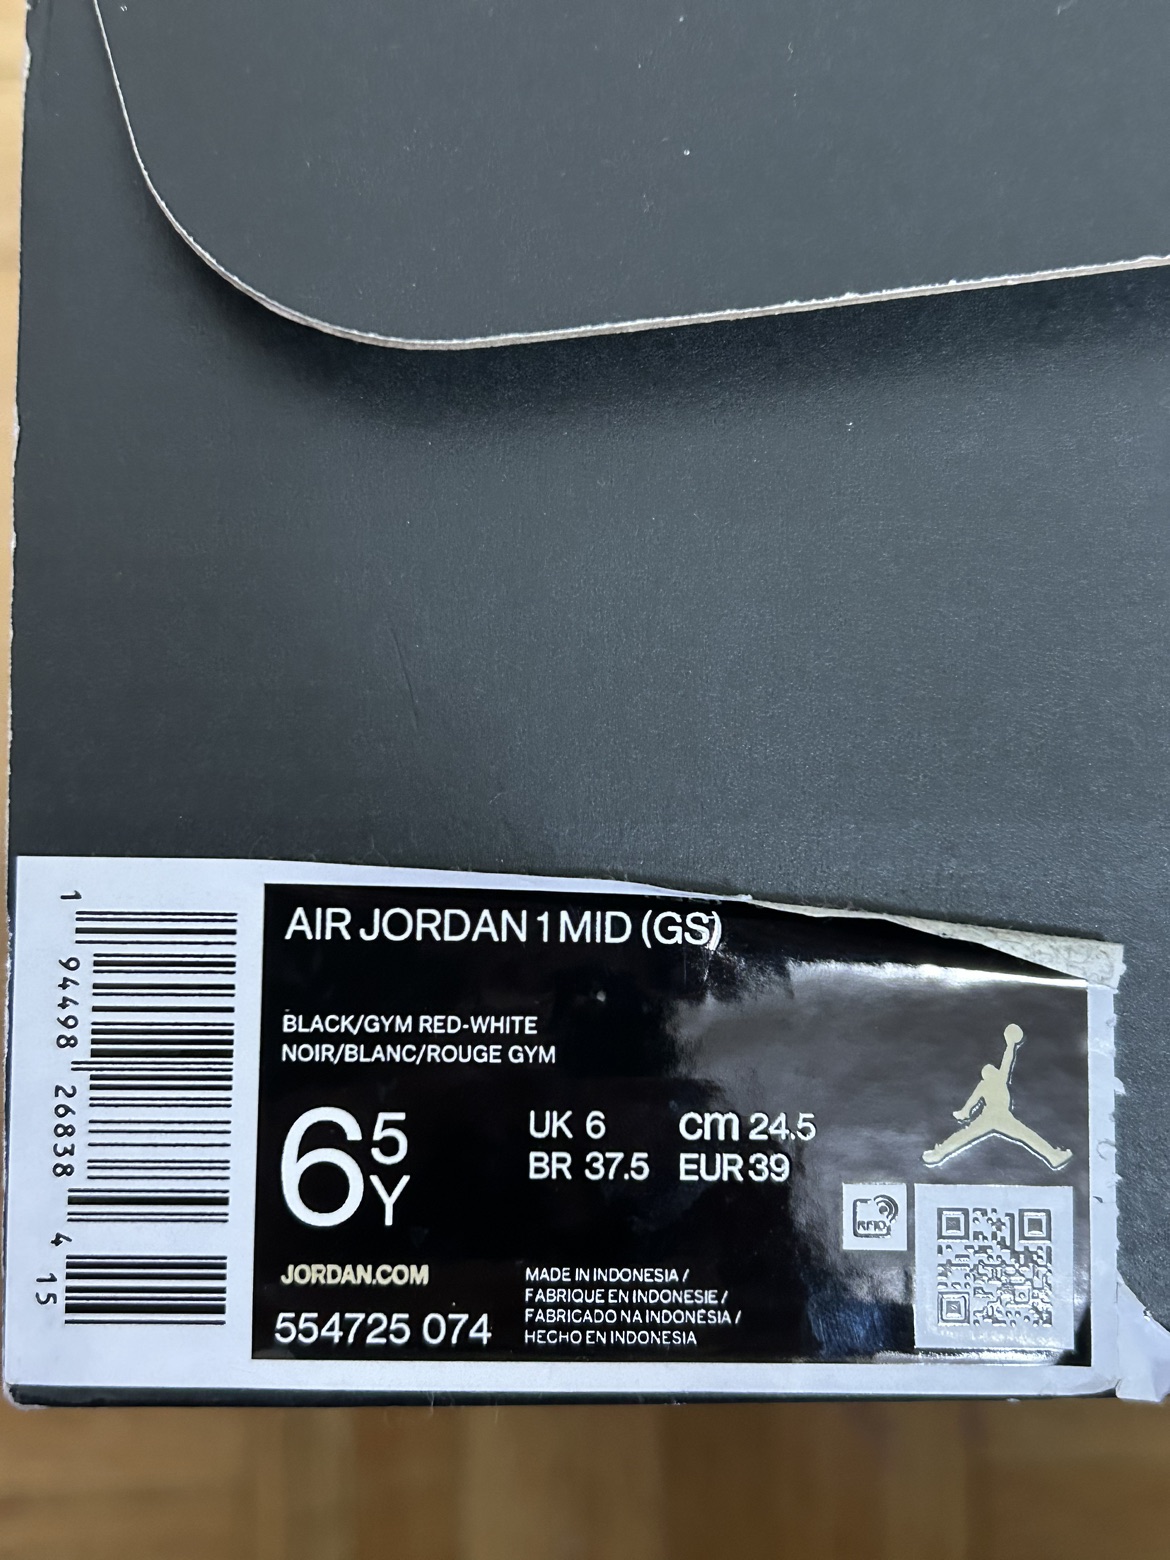 AIR JORDAN 1 MID (GS)
BLACK/GYM RED-WHITE
NOIR/BLANC/ROUGE GYM
6 5 Y
UK 6 cm 24.5
BR 37.5 EUR 39
RFID
JORDAN.COM
554725 074
MADE IN INDONESIA /
FABRIQUE EN INDONESIE /
FABRICADO NA INDONÉSIA /
HECHO EN INDONESIA
1 94498 26838 4 15